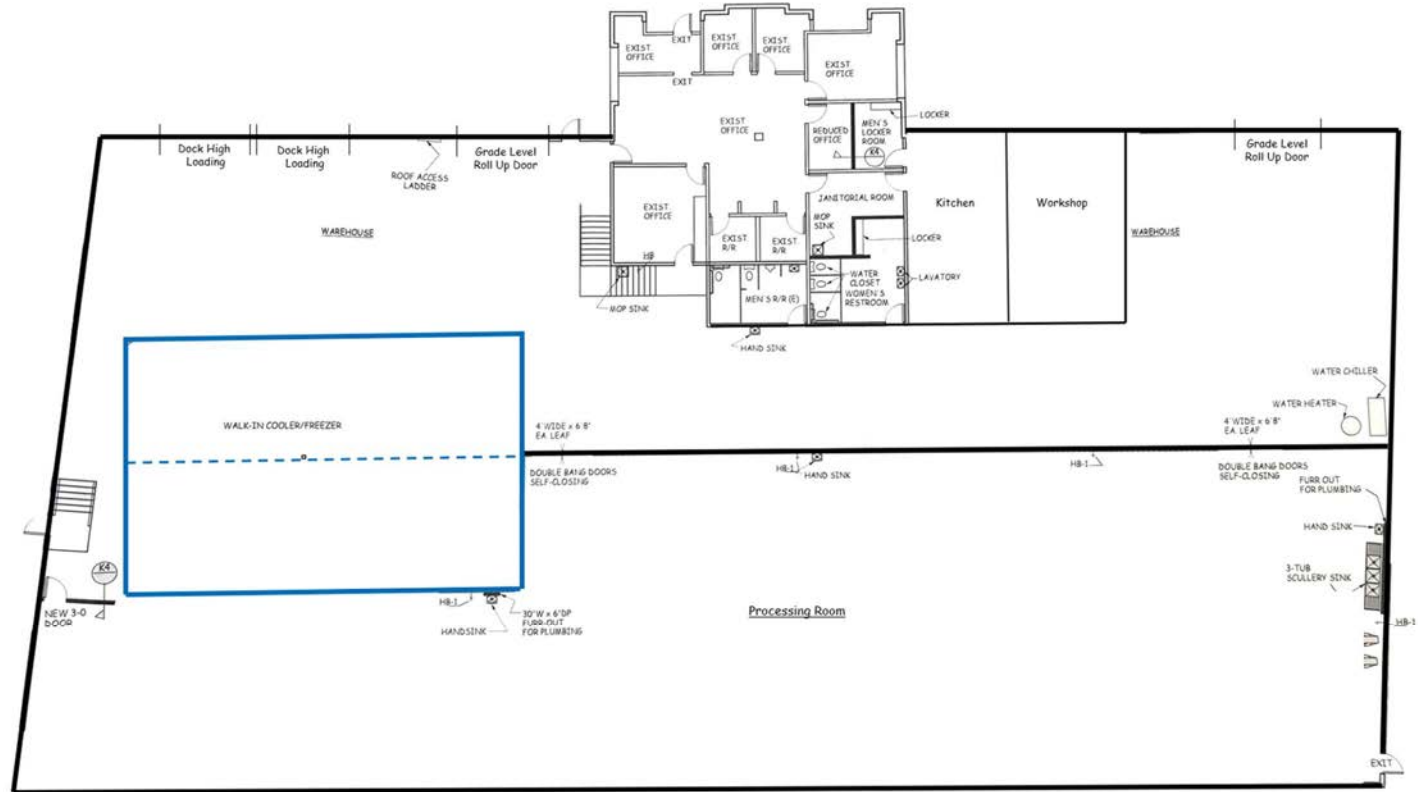 EXIT
EXIST
OFFICE
EXIST
OFFICE
EXIST
OFFICE
EXIT
EXIST
OFFICE
EXIST
OFFICE
REDUCED
OFFICE
MEN'S
LOCKER
ROOM
K4
LOCKER
Dock High
Loading
Dock High
Loading
ROOF ACCESS
LADDER
Grade Level
Roll Up Door
Grade Level
Roll Up Door
WAREHOUSE
EXIST.
OFFICE
JANITORIAL ROOM
MOP
SINK
Kitchen
Workshop
WAREHOUSE
EXIST.
R/R
EXIST.
R/R
LOCKER
HB
MOP SINK
MEN'S R/R (E)
WATER
CLOSET
WOMEN'S
RESTROOM
LAVATORY
HAND SINK
WATER CHILLER
WATER HEATER
WALK-IN COOLER/FREEZER
4' WIDE x 6'8"
EA. LEAF
DOUBLE BANG DOORS
SELF-CLOSING
HB-1
HAND SINK
HB-1
4' WIDE x 6'8"
EA. LEAF
DOUBLE BANG DOORS
SELF-CLOSING
FURR OUT
FOR PLUMBING
HAND SINK
3-TUB
SCULLERY SINK
HB-1
K4
NEW 3-0
DOOR
HB-1
HANDSINK
30"W x 6"DP
FURR-OUT
FOR PLUMBING
Processing Room
EXIT